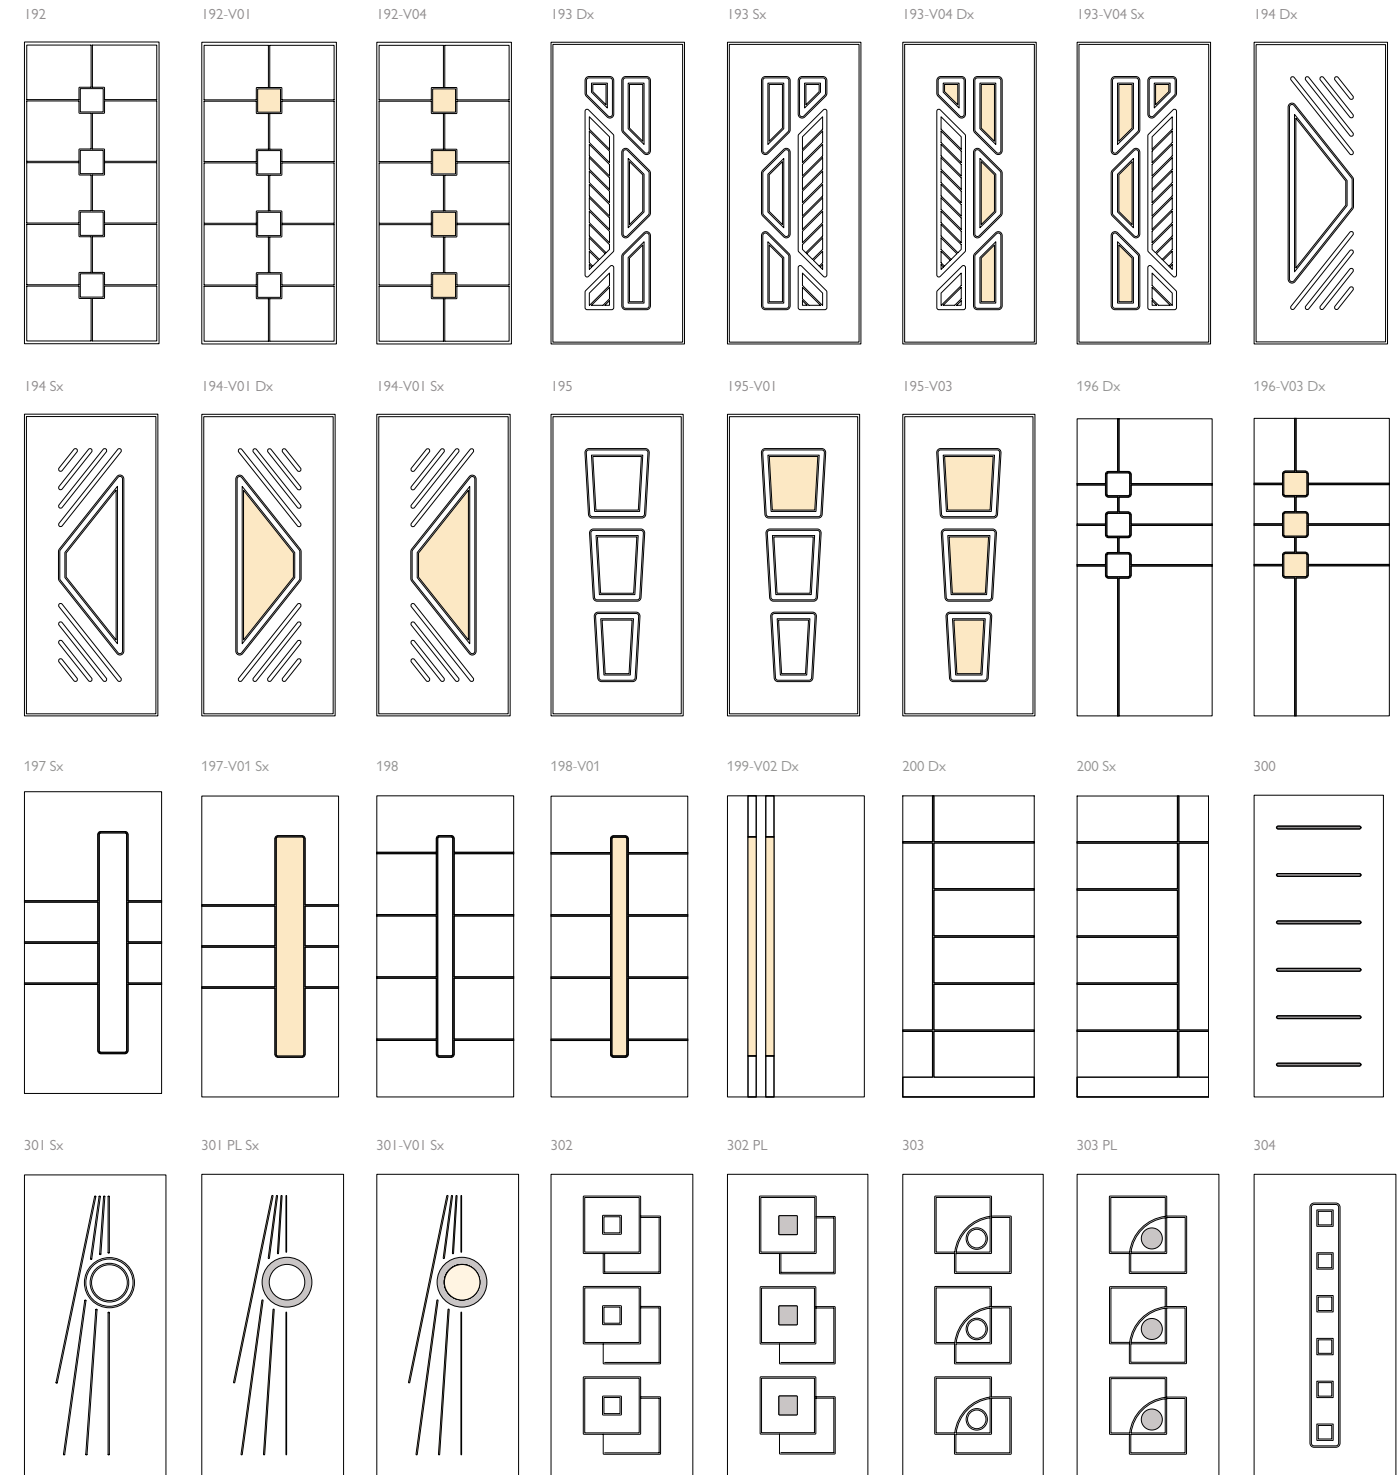 192 192-V01 192-V04 193 Dx 193 Sx 193-V04 Dx 193-V04 Sx 194 Dx
194 Sx 194-V01 Dx 194-V01 Sx 195 195-V01 195-V03 196 Dx 196-V03 Dx
197 Sx 197-V01 Sx 198 198-V01 199-V02 Dx 200 Dx 200 Sx 300
301 Sx 301 PL Sx 301-V01 Sx 302 302 PL 303 303 PL 304